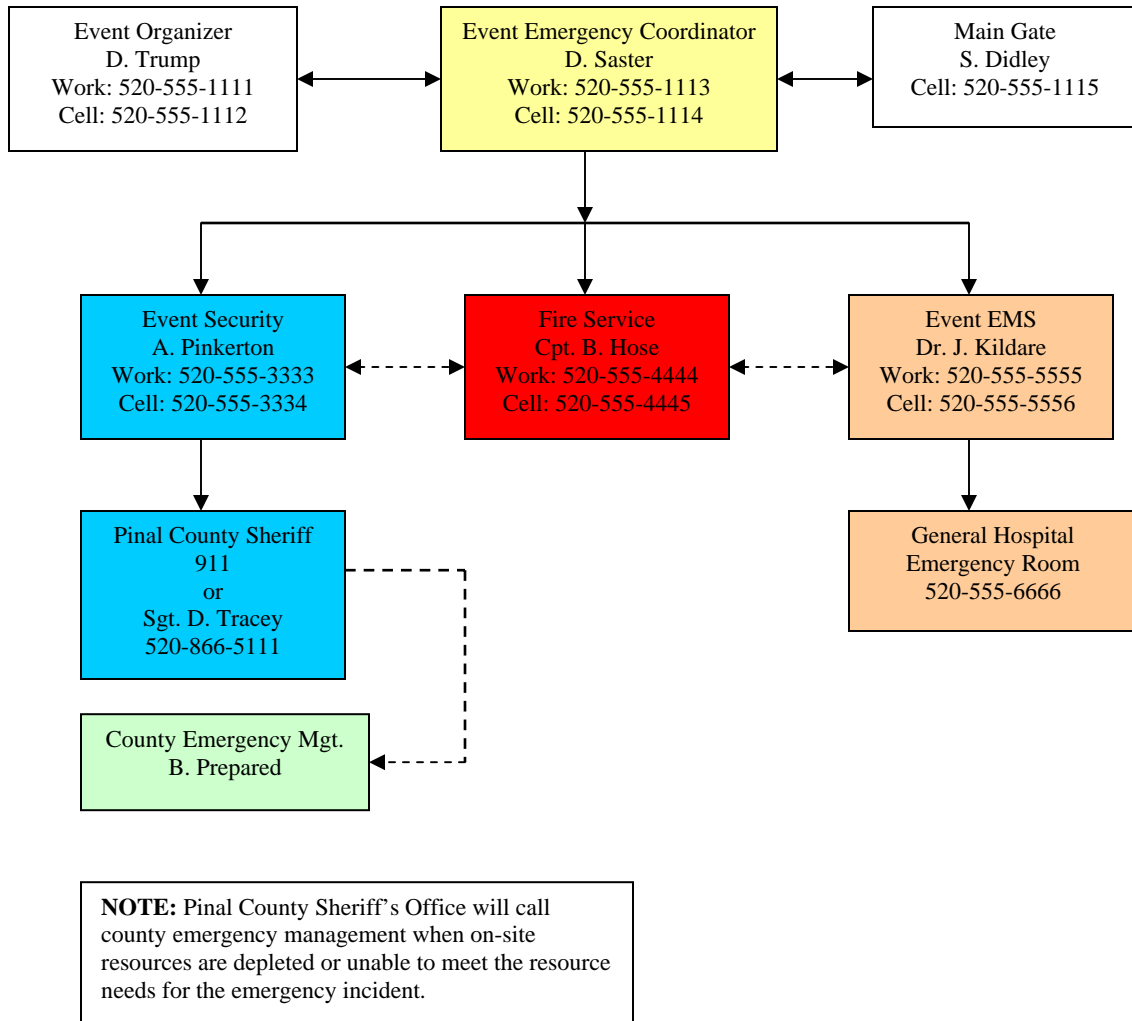 Event Organizer
D. Trump
Work: 520-555-1111
Cell: 520-555-1112
Event Emergency Coordinator
D. Saster
Work: 520-555-1113
Cell: 520-555-1114
Main Gate
S. Didley
Cell: 520-555-1115
Event Security
A. Pinkerton
Work: 520-555-3333
Cell: 520-555-3334
Fire Service
Cpt. B. Hose
Work: 520-555-4444
Cell: 520-555-4445
Event EMS
Dr. J. Kildare
Work: 520-555-5555
Cell: 520-555-5556
Pinal County Sheriff
911
or
Sgt. D. Tracey
520-866-5111
General Hospital
Emergency Room
520-555-6666
County Emergency Mgt.
B. Prepared
NOTE: Pinal County Sheriff’s Office will call
county emergency management when on-site
resources are depleted or unable to meet the resource
needs for the emergency incident.